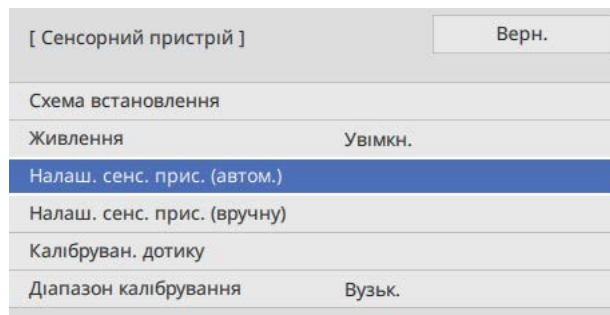 [ Сенсорний пристрій ] Верн.
Схема встановлення
Живлення Увімкн.
Налаш. сенс. прис. (автом.)
Налаш. сенс. прис. (вручну)
Калібруван. дотику
Діапазон калібрування Вузьк.